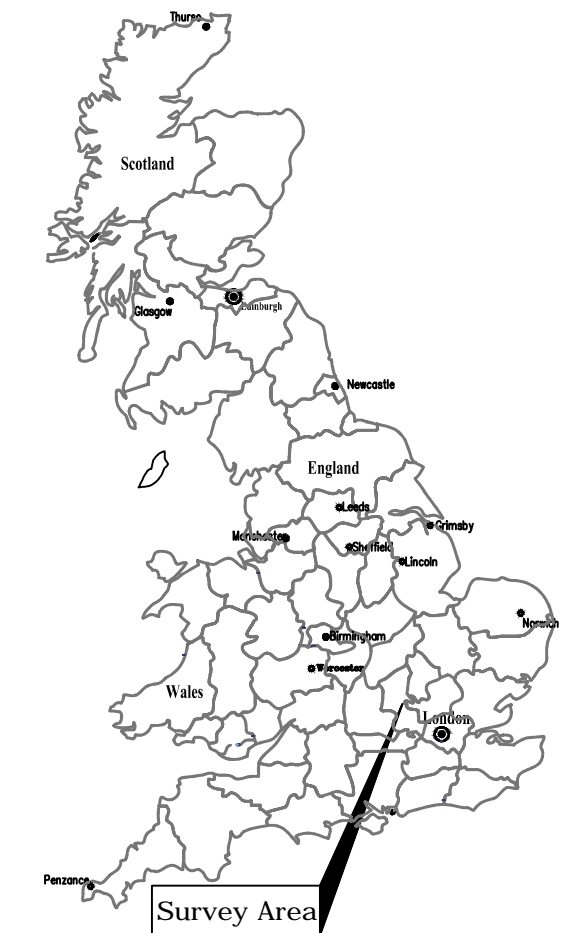 Thurso
Scotland
Edinburgh
Glasgow
Newcastle
England
Leeds
Grimsby
Manchester
Sheffield
Lincoln
Norwich
Birmingham
Worcester
Wales
London
Penzance
Survey Area